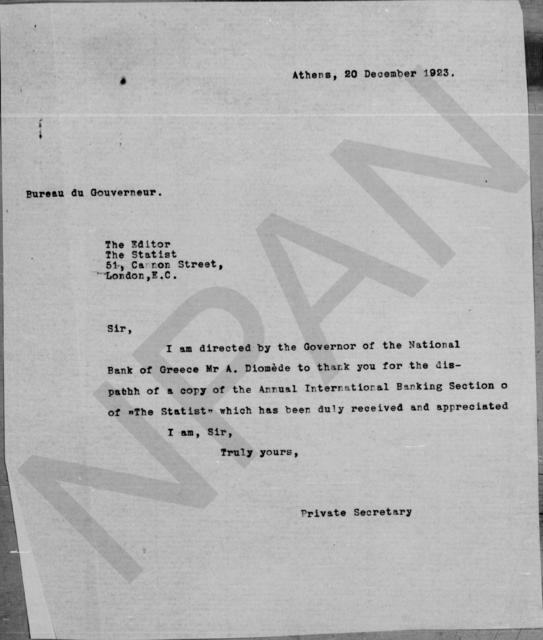 Athens, 20 December 1923.
Bureau du Gouverneur.
The Editor
The Statist
51, Cannon Street,
London,E.C.
Sir,
I am directed by the Governor of the National
Bank of Greece Mr A. Diomède to thank you for the dis-
patbh of a copy of the Annual International Banking Section o
of "The Statist" which has been duly received and appreciated
I am, Sir,
Truly yours,
Private Secretary